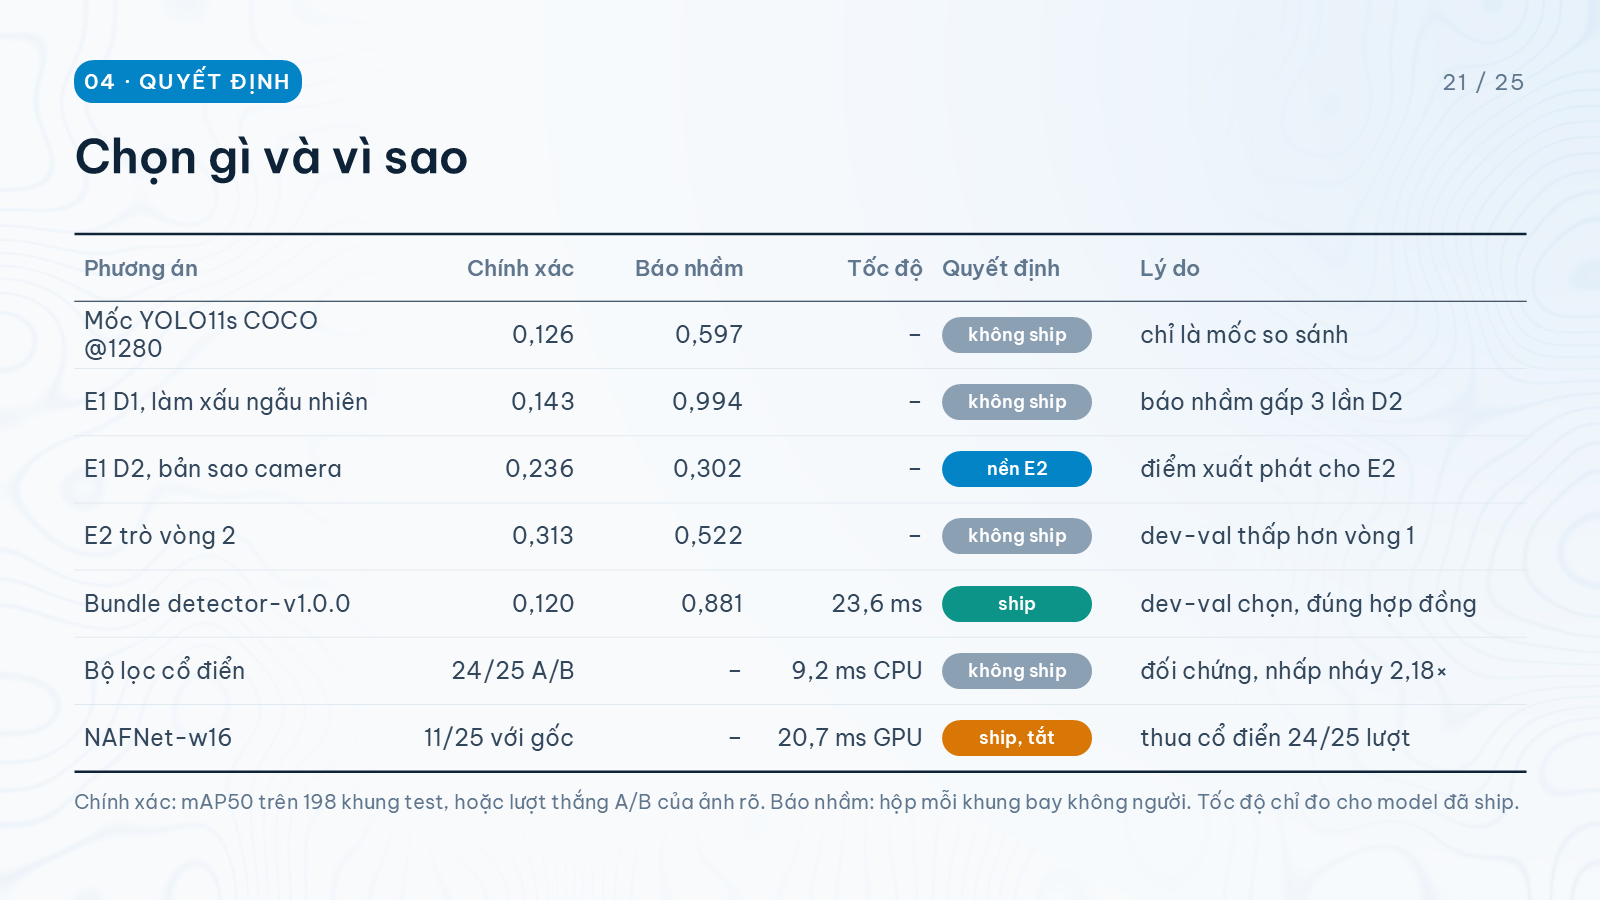 04 · QUYẾT ĐỊNH
21 / 25
Chọn gì và vì sao
Phương án Chính xác Báo nhầm Tốc độ Quyết định Lý do
Mốc YOLO11s COCO @1280 0,126 0,597 – không ship chỉ là mốc so sánh
E1 D1, làm xấu ngẫu nhiên 0,143 0,994 – không ship báo nhầm gấp 3 lần D2
E1 D2, bản sao camera 0,236 0,302 – nền E2 điểm xuất phát cho E2
E2 trò vòng 2 0,313 0,522 – không ship dev-val thấp hơn vòng 1
Bundle detector-v1.0.0 0,120 0,881 23,6 ms ship dev-val chọn, đúng hợp đồng
Bộ lọc cổ điển 24/25 A/B – 9,2 ms CPU không ship đối chứng, nhấp nháy 2,18×
NAFNet-w16 11/25 với gốc – 20,7 ms GPU ship, tắt thua cổ điển 24/25 lượt
Chính xác: mAP50 trên 198 khung test, hoặc lượt thắng A/B của ảnh rõ. Báo nhầm: hộp mỗi khung bay không người. Tốc độ chỉ đo cho model đã ship.